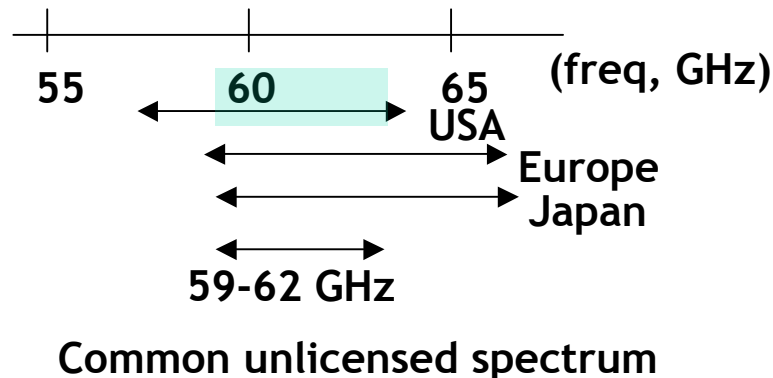 55 60 65 (freq, GHz)
USA
Europe
Japan
59-62 GHz
Common unlicensed spectrum